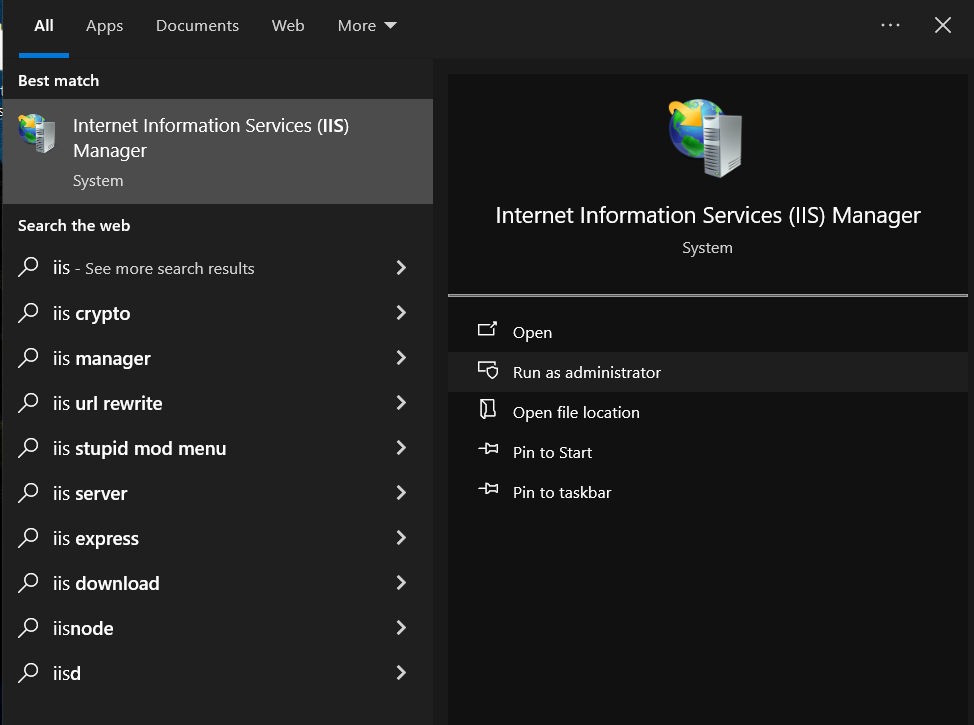 All Apps Documents Web More
Best match
Internet Information Services (IIS)
Manager
System
Search the web
iis - See more search results
iis crypto
iis manager
iis url rewrite
iis stupid mod menu
iis server
iis express
iis download
iisnode
iisd
Internet Information Services (IIS) Manager
System
Open
Run as administrator
Open file location
Pin to Start
Pin to taskbar